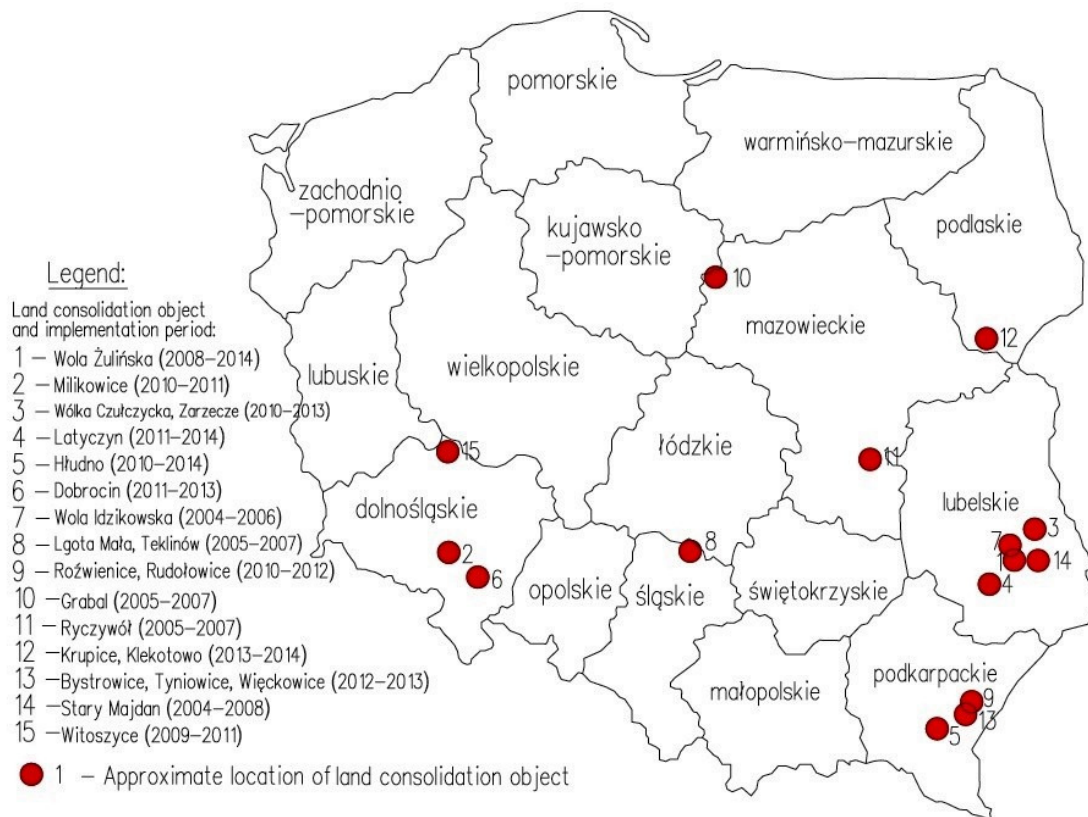 pomorskie
warmińsko–mazurskie
zachodnio
–pomorskie
kujawsko
–pomorskie
podlaskie
10
mazowieckie
12
lubuskie
wielkopolskie
15
łódzkie
11
dolnośląskie
lubelskie
3
7
1
14
4
2
6
8
opolskie
śląskie
świętokrzyskie
małopolskie
podkarpackie
9
13
5
Legend:
Land consolidation object
and implementation period:
1 – Wola Żulińska (2008–2014)
2 – Milikowice (2010–2011)
3 – Wólka Czułczycka, Zarzecze (2010–2013)
4 – Latyczyn (2011–2014)
5 – Hłudno (2010–2014)
6 – Dobrocin (2011–2013)
7 – Wola Idzikowska (2004–2006)
8 – Lgota Mała, Teklinów (2005–2007)
9 – Roźwienice, Rudołowice (2010–2012)
10 – Grabal (2005–2007)
11 – Ryczywół (2005–2007)
12 – Krupice, Klekotowo (2013–2014)
13 – Bystrowice, Tyniowice, Więckowice (2012–2013)
14 – Stary Majdan (2004–2008)
15 – Witoszyce (2009–2011)
1 – Approximate location of land consolidation object